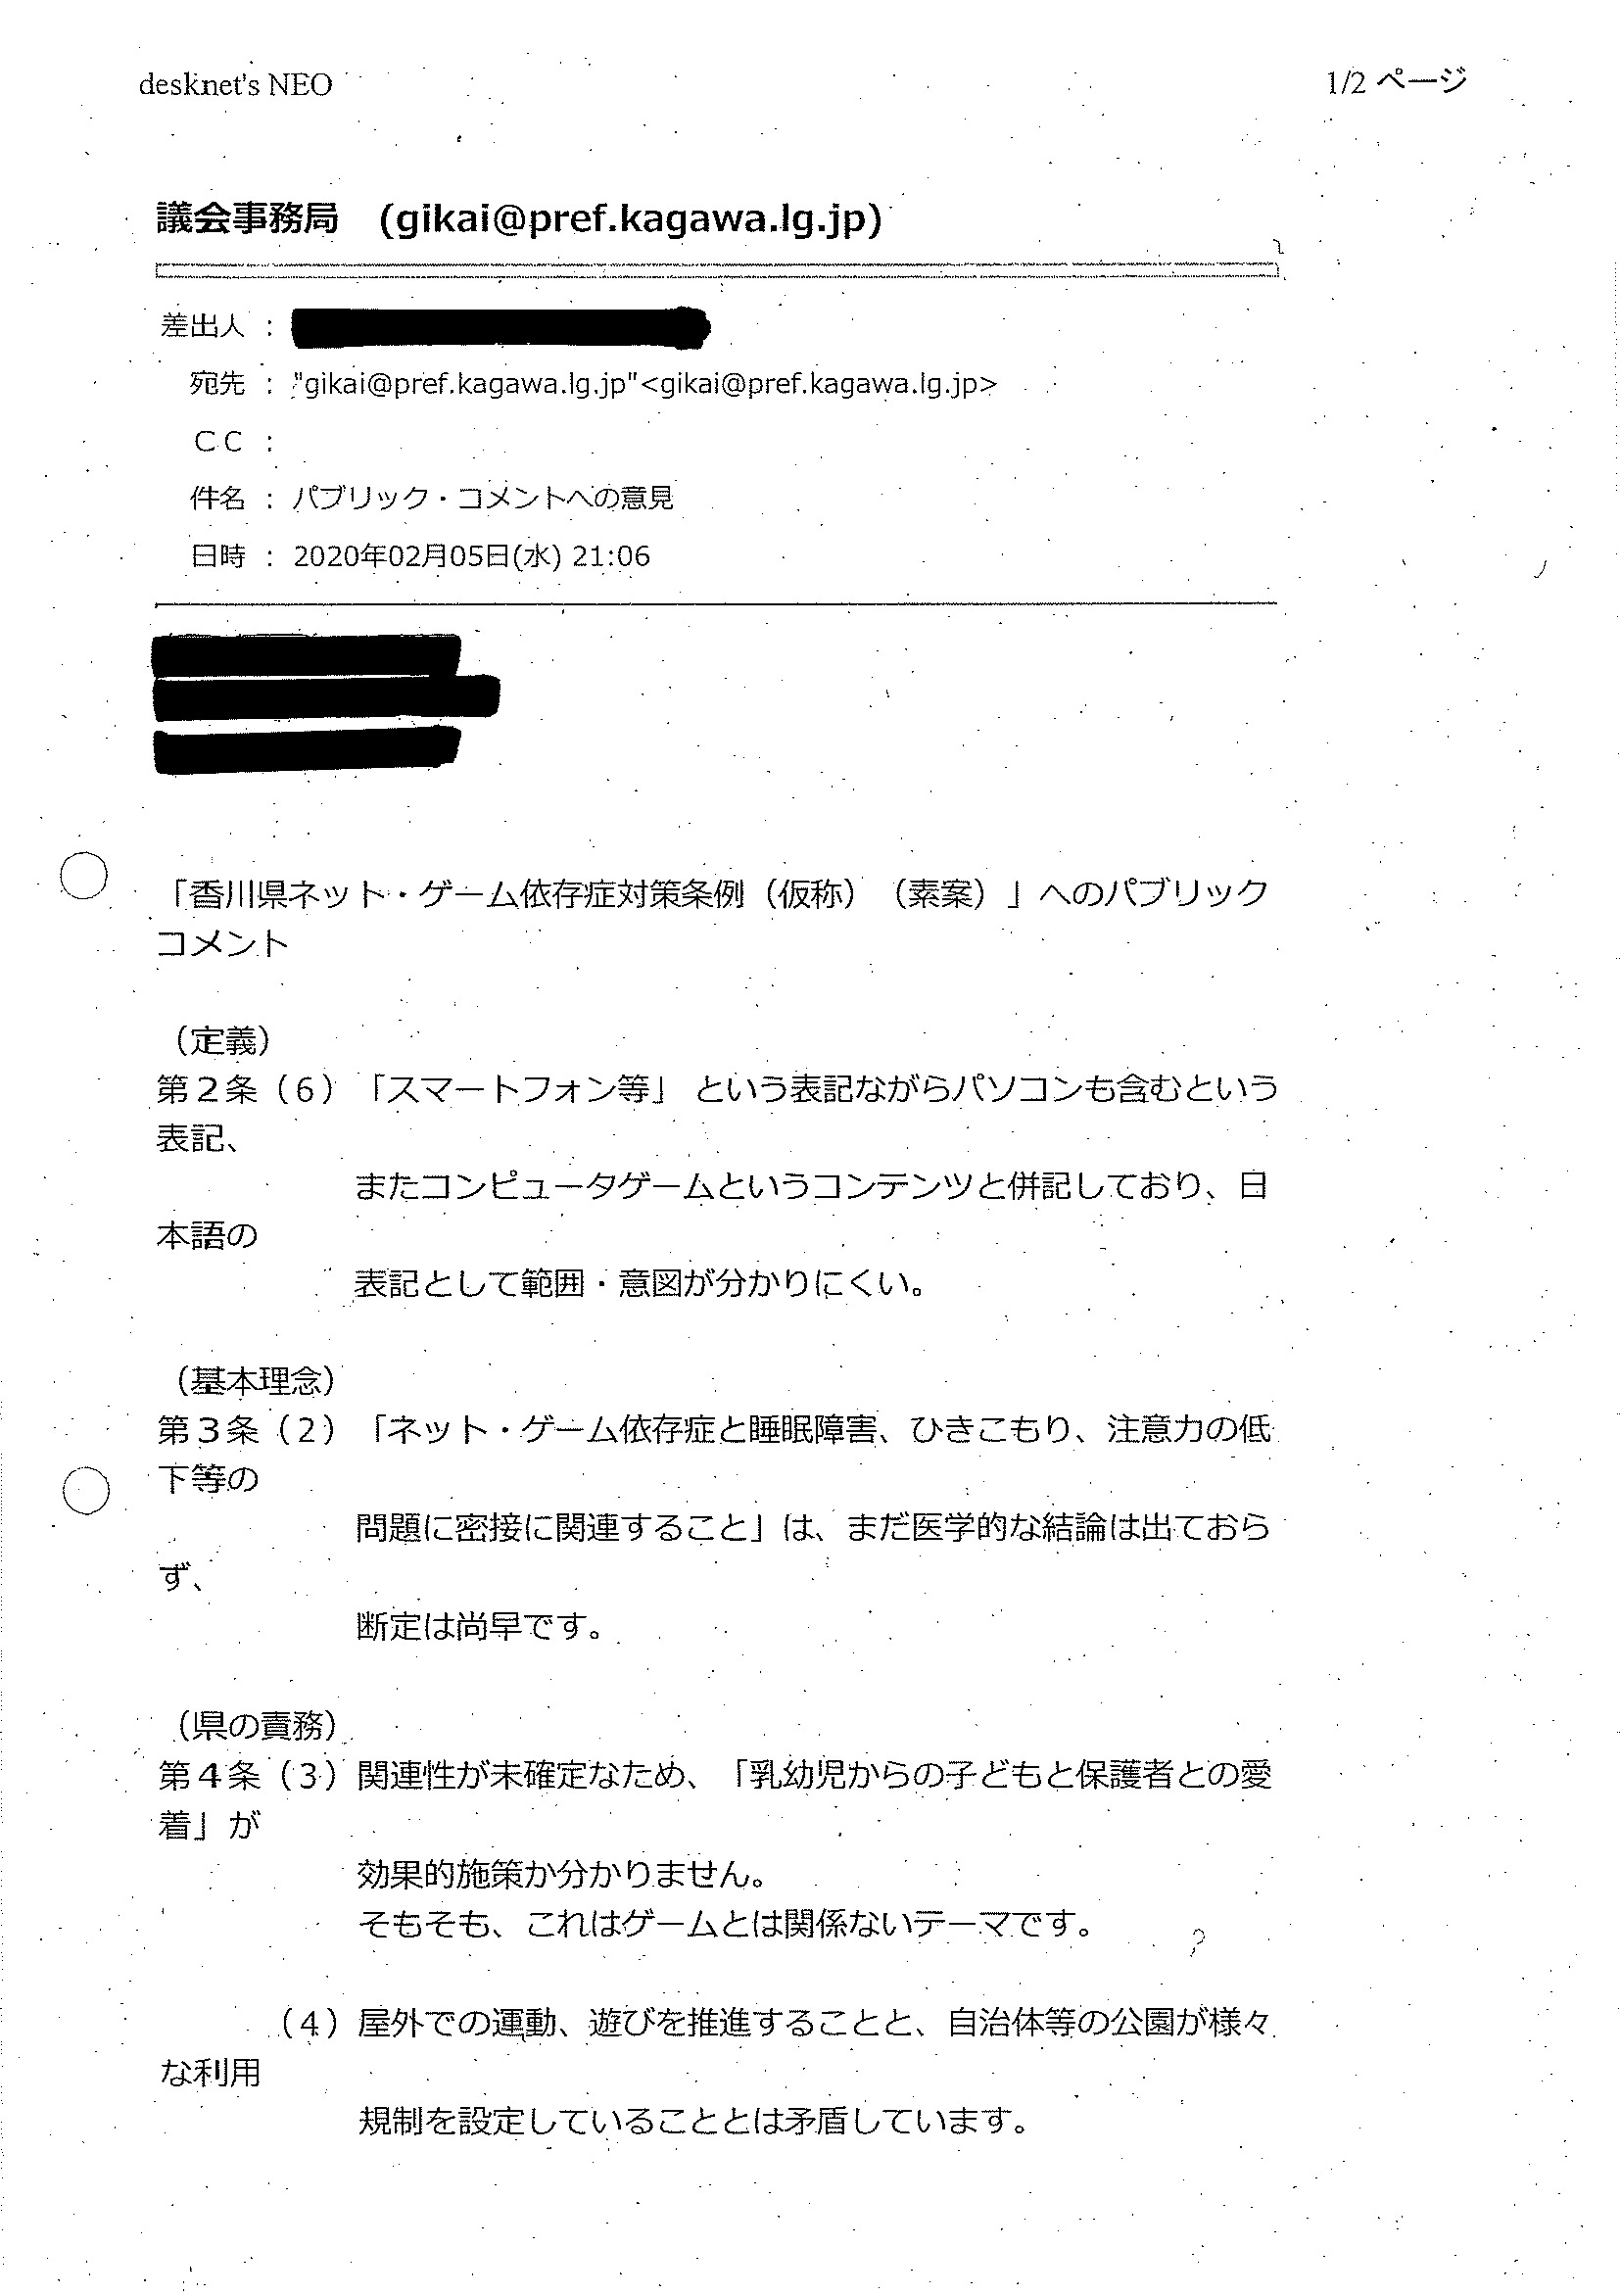 desknet's NEO
1/2 ページ
議会事務局　(gikai@pref.kagawa.lg.jp)
差出人 ：
宛先 ： "gikai@pref.kagawa.lg.jp"<gikai@pref.kagawa.lg.jp>
ＣＣ ：
件名 ： パブリック・コメントへの意見
日時 ： 2020年02月05日(水) 21:06
「香川県ネット・ゲーム依存症対策条例（仮称）（素案）」へのパブリック
コメント
（定義）
第２条（6）「スマートフォン等」 という表記ながらパソコンも含むという
表記、
またコンピュータゲームというコンテンツと併記しており、日
本語の
表記として範囲・意図が分かりにくい。
（基本理念）
第３条（2）「ネット・ゲーム依存症と睡眠障害、ひきこもり、注意力の低
下等の
問題に密接に関連すること」は、まだ医学的な結論は出ておら
ず、
断定は尚早です。
（県の責務）
第４条（3）関連性が未確定なため、「乳幼児からの子どもと保護者との愛
着」が
効果的施策か分かりません。
そもそも、これはゲームとは関係ないテーマです。
（4）屋外での運動、遊びを推進することと、自治体等の公園が様々
な利用
規制を設定していることとは矛盾しています。